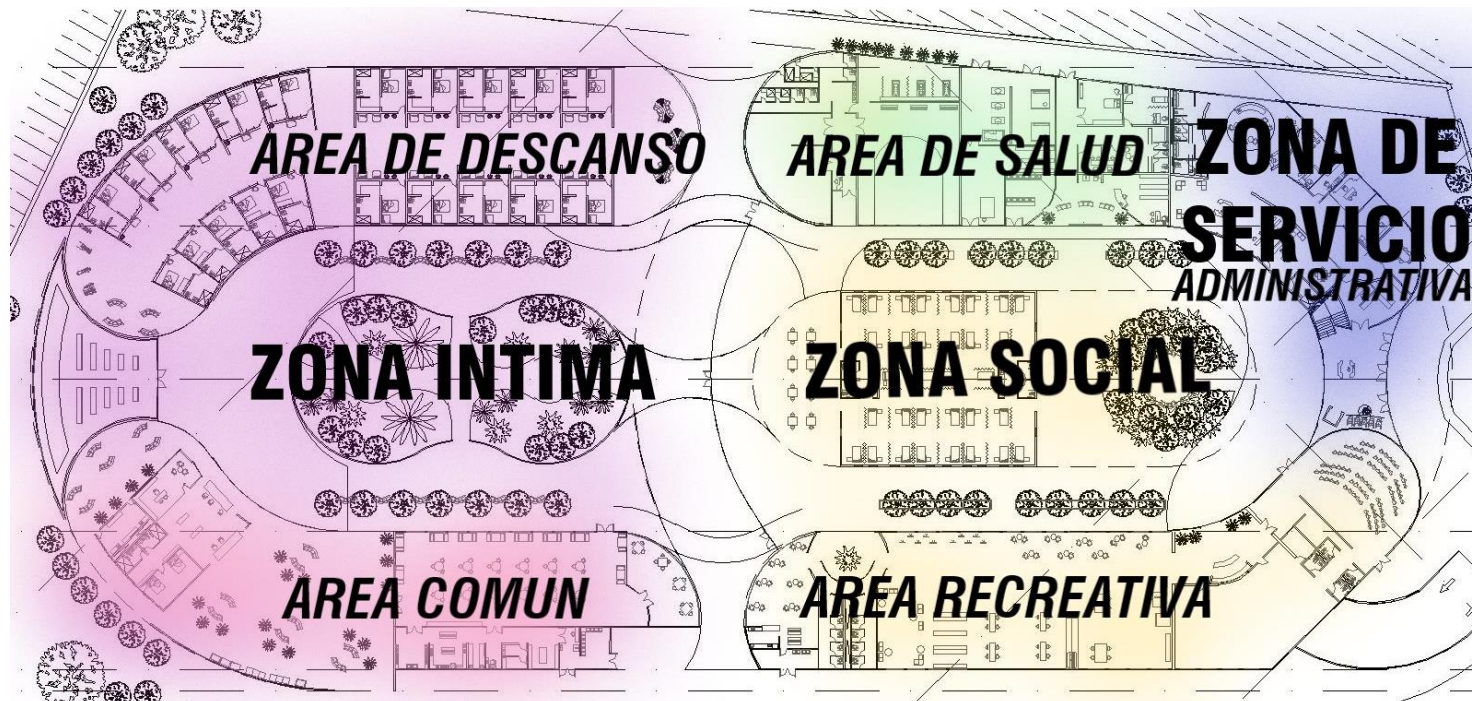 AREA DE DESCANSO
AREA DE SALUD
ZONA DE
SERVICIO
ADMINISTRATIVA
ZONA INTIMA
ZONA SOCIAL
AREA COMUN
AREA RECREATIVA